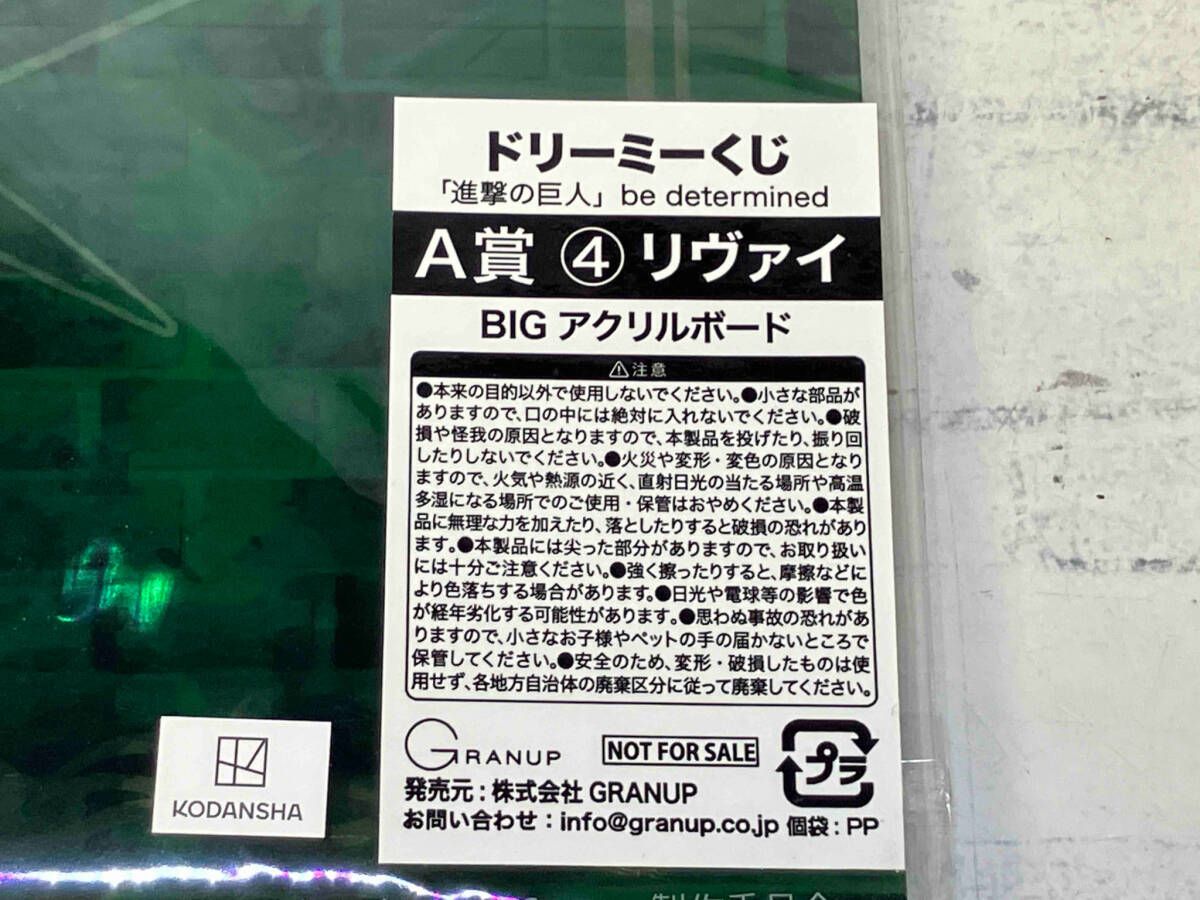 ドリーミーくじ
「進撃の巨人」be determined
A賞 ④ リヴァイ
BIG アクリルボード
⚠注意
●本来の目的以外で使用しないでください。●小さな部品が
ありますので、口の中には絶対に入れないでください。●破
損や怪我の原因となりますので、本製品を投げたり、振り回
したりしないでください。●火災や変形・変色の原因となり
ますので、火気や熱源の近く、直射日光の当たる場所や高温
多湿になる場所でのご使用・保管はおやめください。●本製
品に無理な力を加えたり、落としたりすると破損の恐れがあり
ます。●本製品には尖った部分がありますので、お取り扱い
には十分ご注意ください。●強く擦ったりすると、摩擦などに
より色落ちする場合があります。●日光や電球等の影響で色
が経年劣化する可能性があります。●思わぬ事故の恐れがあ
りますので、小さなお子様やペットの手の届かないところで
保管してください。●安全のため、変形・破損したものは使
用せず、各地方自治体の廃棄区分に従って廃棄してください。
GRANUP NOT FOR SALE プラ
発売元：株式会社 GRANUP
お問い合わせ：info@granup.co.jp 個袋：PP
KODANSHA